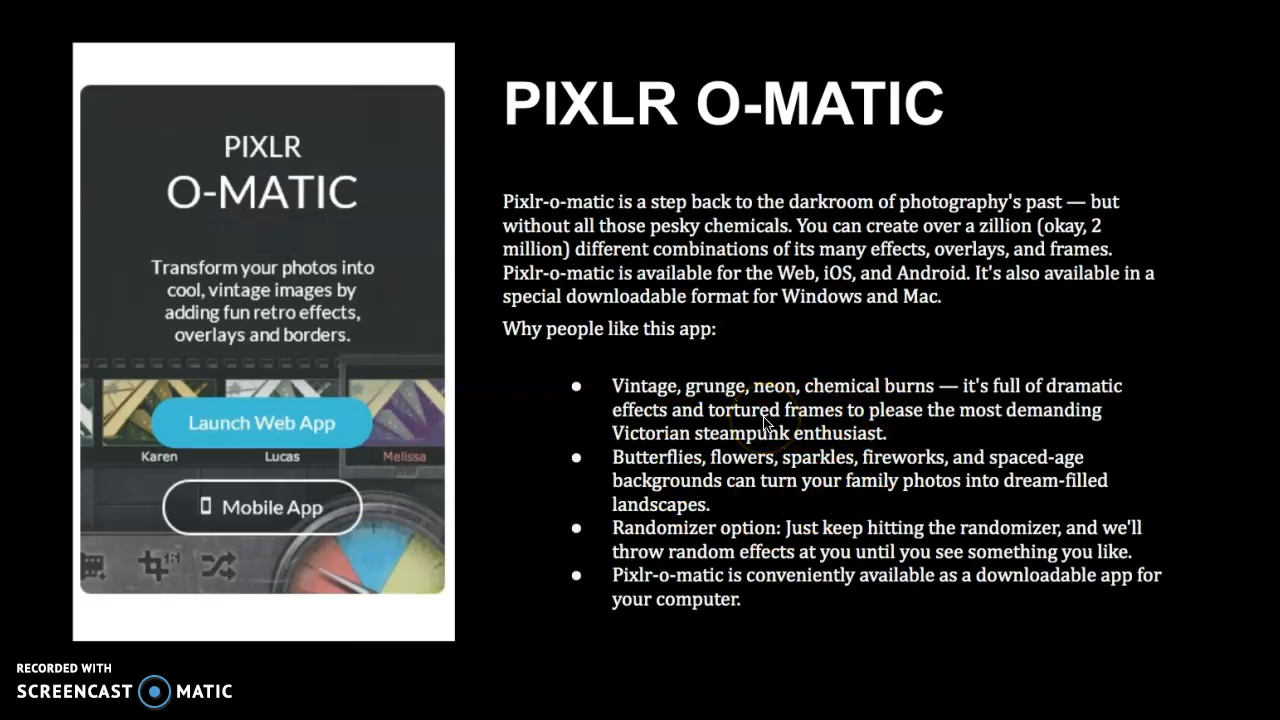 PIXLR
O-MATIC
Transform your photos into
cool, vintage images by
adding fun retro effects,
overlays and borders.
Launch Web App
Karen
Lucas
Melissa
Mobile App
PIXLR O-MATIC
Pixlr-o-matic is a step back to the darkroom of photography's past — but
without all those pesky chemicals. You can create over a zillion (okay, 2
million) different combinations of its many effects, overlays, and frames.
Pixlr-o-matic is available for the Web, iOS, and Android. It's also available in a
special downloadable format for Windows and Mac.
Why people like this app:
● Vintage, grunge, neon, chemical burns — it's full of dramatic
effects and tortured frames to please the most demanding
Victorian steampunk enthusiast.
● Butterflies, flowers, sparkles, fireworks, and spaced-age
backgrounds can turn your family photos into dream-filled
landscapes.
● Randomizer option: Just keep hitting the randomizer, and we'll
throw random effects at you until you see something you like.
● Pixlr-o-matic is conveniently available as a downloadable app for
your computer.
RECORDED WITH
SCREENCAST MATIC